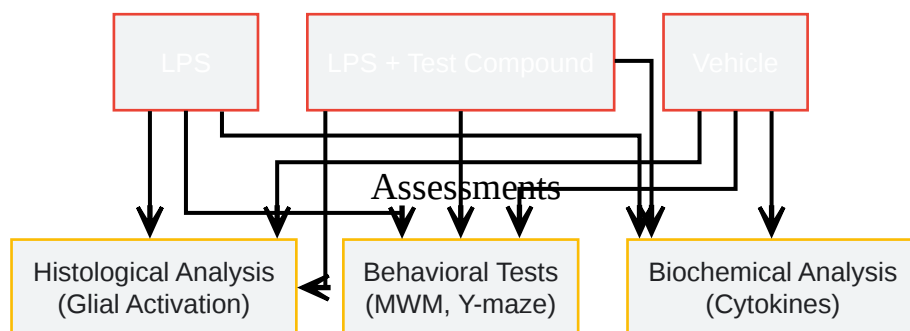 LPS
LPS + Test Compound
Vehicle
Assessments
Histological Analysis
(Glial Activation)
Behavioral Tests
(MWM, Y-maze)
Biochemical Analysis
(Cytokines)